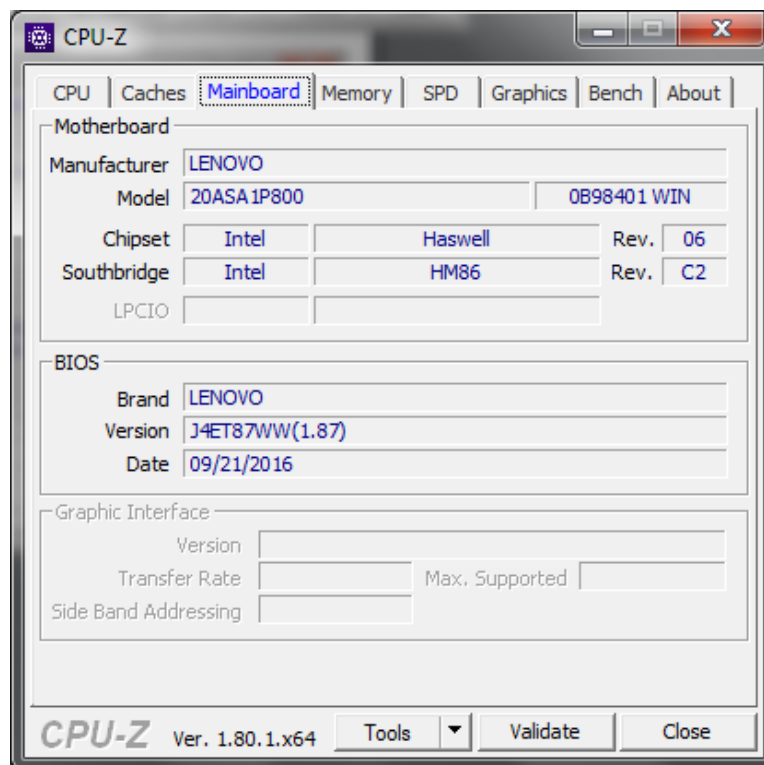 CPU-Z
CPU Caches Mainboard Memory SPD Graphics Bench About
Motherboard
Manufacturer LENOVO
Model 20ASA1P800 0B98401 WIN
Chipset Intel Haswell Rev. 06
Southbridge Intel HM86 Rev. C2
LPCIO
BIOS
Brand LENOVO
Version J4ET87WW(1.87)
Date 09/21/2016
Graphic Interface
Version
Transfer Rate Max. Supported
Side Band Addressing
CPU-Z Ver. 1.80.1.x64 Tools Validate Close